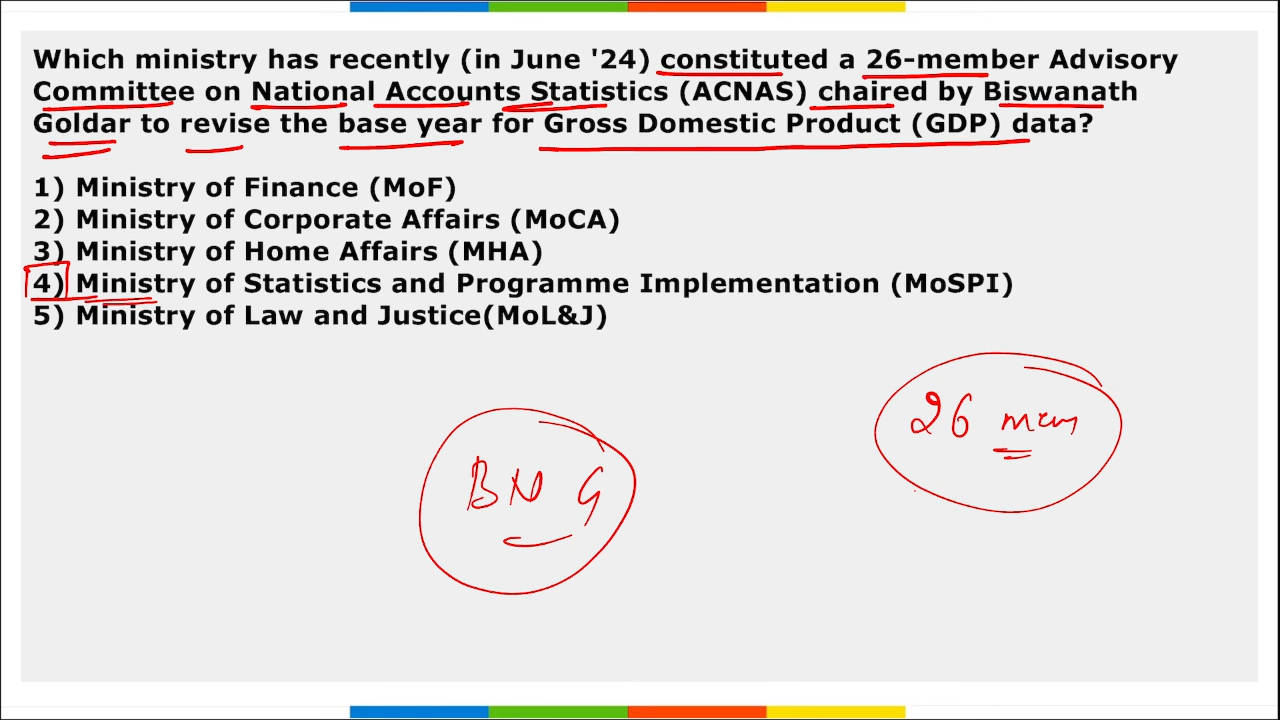 Which ministry has recently (in June '24) constituted a 26-member Advisory
Committee on National Accounts Statistics (ACNAS) chaired by Biswanath
Goldar to revise the base year for Gross Domestic Product (GDP) data?
1) Ministry of Finance (MoF)
2) Ministry of Corporate Affairs (MoCA)
3) Ministry of Home Affairs (MHA)
4) Ministry of Statistics and Programme Implementation (MoSPI)
5) Ministry of Law and Justice(MoL&J)
26 mem
BNG